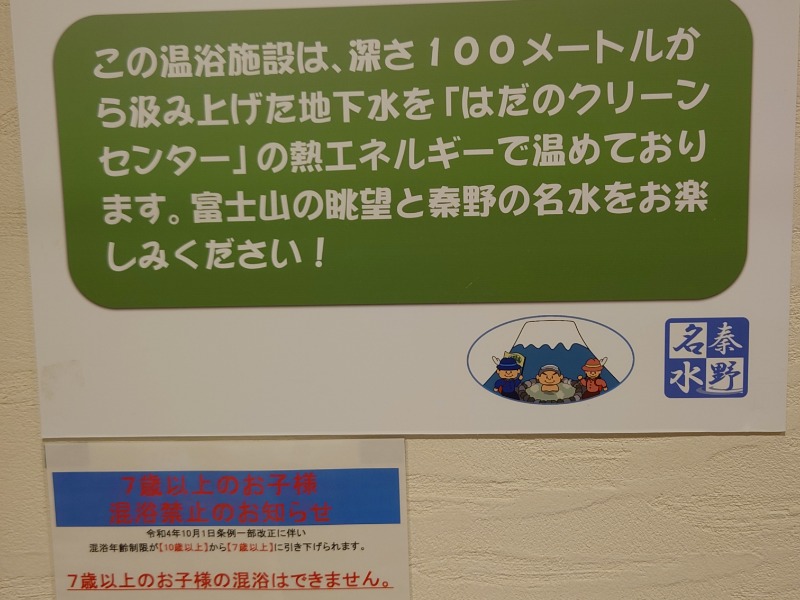 この温浴施設は、深さ１００メートルか
ら汲み上げた地下水を「はだのクリーン
センター」の熱エネルギーで温めており
ます。富士山の眺望と秦野の名水をお楽
しみください！
秦野
名水
7歳以上のお子様
混浴禁止のお知らせ
令和4年10月1日条例一部改正に伴い
混浴年齢制限が【10歳以上】から【7歳以上】に引き下げられます。
7歳以上のお子様の混浴はできません。